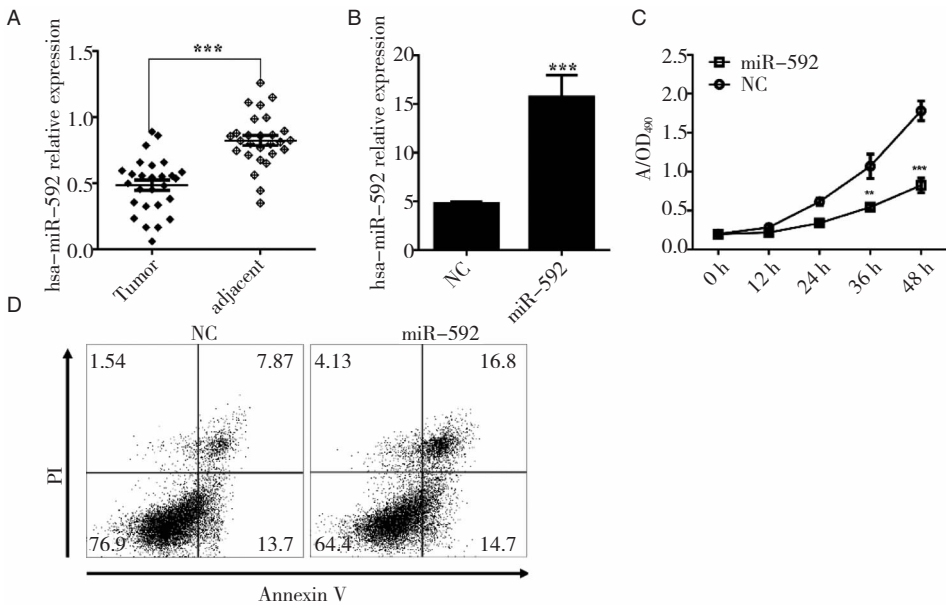 A
hsa-miR-592 relative expression
1.5
1.0
0.5
0.0
***
Tumor
adjacent
B
hsa-miR-592 relative expression
20
15
10
5
0
***
NC
miR-592
C
A/OD490
2.5
2.0
1.5
1.0
0.5
0.0
miR-592
NC
**
***
0 h
12 h
24 h
36 h
48 h
D
NC
miR-592
1.54
7.87
4.13
16.8
PI
76.9
13.7
64.4
14.7
Annexin V